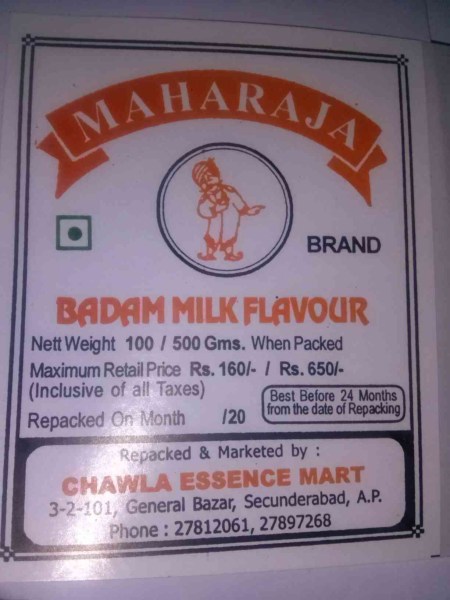 MAHARAJA
BRAND
BADAM MILK FLAVOUR
Nett Weight 100 / 500 Gms. When Packed
Maximum Retail Price Rs. 160/- / Rs. 650/-
(Inclusive of all Taxes)
Best Before 24 Months
from the date of Repacking
Repacked On Month /20
Repacked & Marketed by :
CHAWLA ESSENCE MART
3-2-101, General Bazar, Secunderabad, A.P.
Phone : 27812061, 27897268